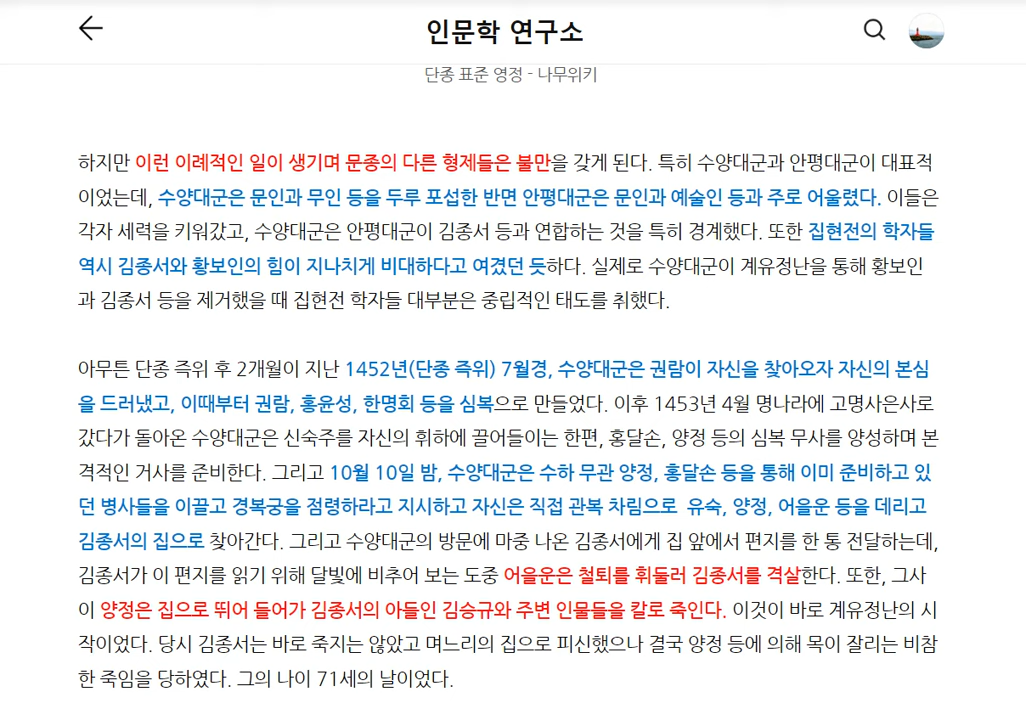 인문학 연구소
단종 표준 영정 - 나무위키
하지만 이런 이례적인 일이 생기며 문종의 다른 형제들은 불만을 갖게 된다. 특히 수양대군과 안평대군이 대표적
이었는데, 수양대군은 문인과 무인 등을 두루 포섭한 반면 안평대군은 문인과 예술인 등과 주로 어울렸다. 이들은
각자 세력을 키워갔고, 수양대군은 안평대군이 김종서 등과 연합하는 것을 특히 경계했다. 또한 집현전의 학자들
역시 김종서와 황보인의 힘이 지나치게 비대하다고 여겼던 듯하다. 실제로 수양대군이 계유정난을 통해 황보인
과 김종서 등을 제거했을 때 집현전 학자들 대부분은 중립적인 태도를 취했다.
아무튼 단종 즉위 후 2개월이 지난 1452년(단종 즉위) 7월경, 수양대군은 권람이 자신을 찾아오자 자신의 본심
을 드러냈고, 이때부터 권람, 홍윤성, 한명회 등을 심복으로 만들었다. 이후 1453년 4월 명나라에 고명사은사로
갔다가 돌아온 수양대군은 신숙주를 자신의 휘하에 끌어들이는 한편, 홍달손, 양정 등의 심복 무사를 양성하며 본
격적인 거사를 준비한다. 그리고 10월 10일 밤, 수양대군은 수하 무관 양정, 홍달손 등을 통해 이미 준비하고 있
던 병사들을 이끌고 경복궁을 점령하라고 지시하고 자신은 직접 관복 차림으로 유숙, 양정, 어을운 등을 데리고
김종서의 집으로 찾아간다. 그리고 수양대군의 방문에 마중 나온 김종서에게 집 앞에서 편지를 한 통 전달하는데,
김종서가 이 편지를 읽기 위해 달빛에 비추어 보는 도중 어을운은 철퇴를 휘둘러 김종서를 격살한다. 또한, 그사
이 양정은 집으로 뛰어 들어가 김종서의 아들인 김승규와 주변 인물들을 칼로 죽인다. 이것이 바로 계유정난의 시
작이었다. 당시 김종서는 바로 죽지는 않았고 며느리의 집으로 피신했으나 결국 양정 등에 의해 목이 잘리는 비참
한 죽임을 당하였다. 그의 나이 71세의 날이었다.